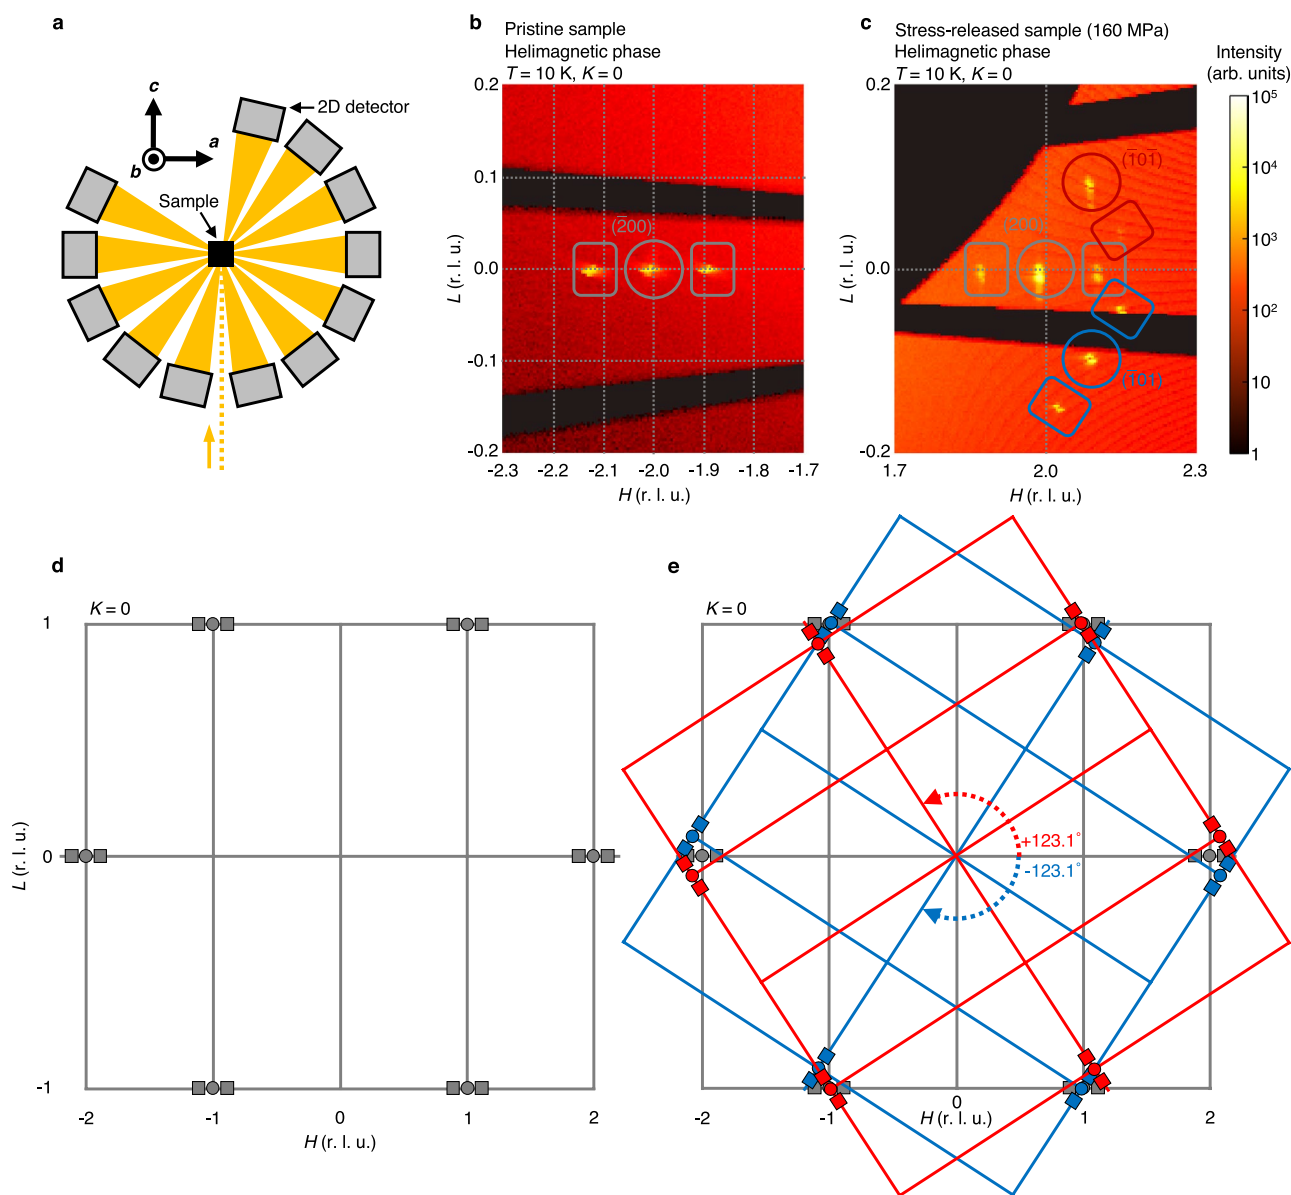 a
c
a
b
2D detector
Sample
b
Pristine sample
Helimagnetic phase
T = 10 K, K = 0
0.2
0.1
0.0
-0.1
-0.2
L (r. l. u.)
(2̅00)
-2.3 -2.2 -2.1 -2.0 -1.9 -1.8 -1.7
H (r. l. u.)
c
Stress-released sample (160 MPa)
Helimagnetic phase
T = 10 K, K = 0
0.2
0.1
0.0
-0.1
-0.2
L (r. l. u.)
(1̅01̅)
(200)
(1̅01)
1.7 2.0 2.3
H (r. l. u.)
Intensity
(arb. units)
10⁵
10⁴
10³
10²
10
1
d
K = 0
1
0
-1
L (r. l. u.)
-2 -1 0 1 2
H (r. l. u.)
e
K = 0
+123.1°
-123.1°
-2 -1 0 1 2
H (r. l. u.)